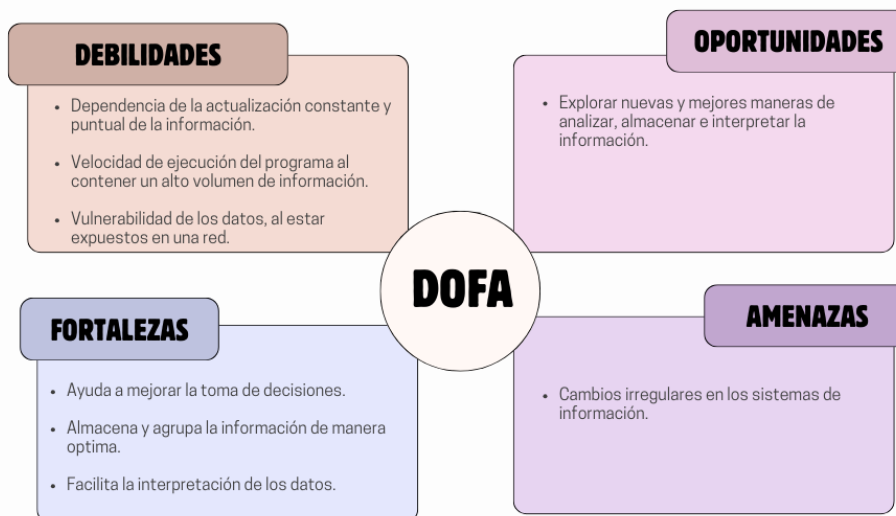 DEBILIDADES
• Dependencia de la actualización constante y
puntual de la información.
• Velocidad de ejecución del programa al
contener un alto volumen de información.
• Vulnerabilidad de los datos, al estar
expuestos en una red.
OPORTUNIDADES
• Explorar nuevas y mejores maneras de
analizar, almacenar e interpretar la
información.
DOFA
FORTALEZAS
• Ayuda a mejorar la toma de decisiones.
• Almacena y agrupa la información de manera
optima.
• Facilita la interpretación de los datos.
AMENAZAS
• Cambios irregulares en los sistemas de
información.